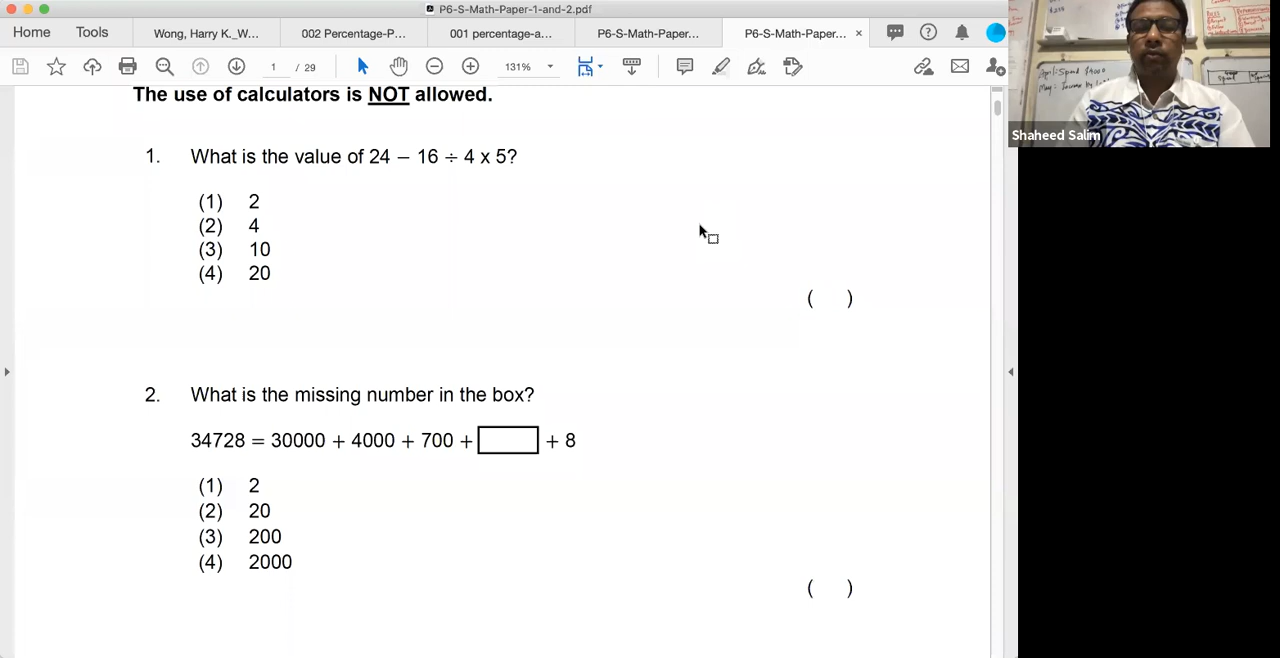 P6-S-Math-Paper-1-and-2.pdf
Home Tools Wong, Harry K._W... 002 Percentage-P... 001 percentage-a... P6-S-Math-Paper... P6-S-Math-Paper... ×
1 / 29 131%
The use of calculators is NOT allowed.
1. What is the value of 24 – 16 ÷ 4 x 5?
(1) 2
(2) 4
(3) 10
(4) 20
( )
2. What is the missing number in the box?
34728 = 30000 + 4000 + 700 + + 8
(1) 2
(2) 20
(3) 200
(4) 2000
( )
April: Spend $4000
Shaheed Salim